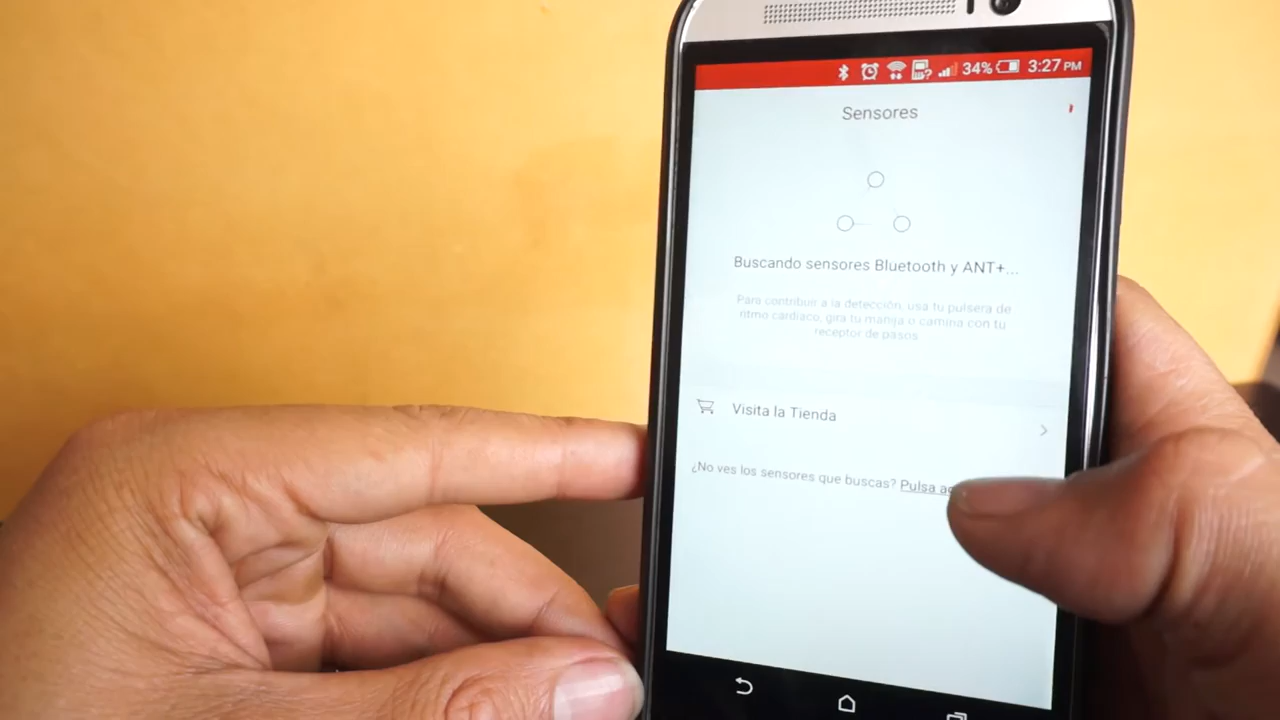 34% 3:27 PM
Sensores
Buscando sensores Bluetooth y ANT+...
Para contribuir a la detección, usa tu pulsera de
ritmo cardíaco, gira tu manija o camina con tu
receptor de pasos
Visita la Tienda
¿No ves los sensores que buscas? Pulsa